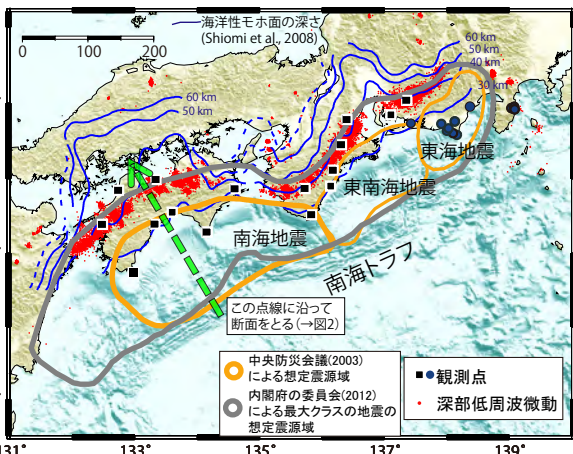 海洋性モホ面の深さ
(Shiomi et al., 2008)
0 100 200
60 km
50 km
40 km
30 km
60 km
50 km
東海地震
東南海地震
南海地震
南海トラフ
この点線に沿って
断面をとる(→図2)
中央防災会議(2003)
による想定震源域
内閣府の委員会(2012)
による最大クラスの地震の
想定震源域
観測点
深部低周波微動
131° 133° 135° 137° 139°